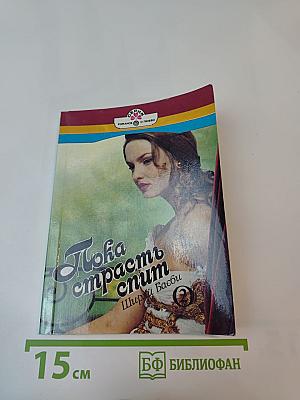 Пока
страсть
спит
Ширли Басби
15 см
БФ
БИБЛИОФАН